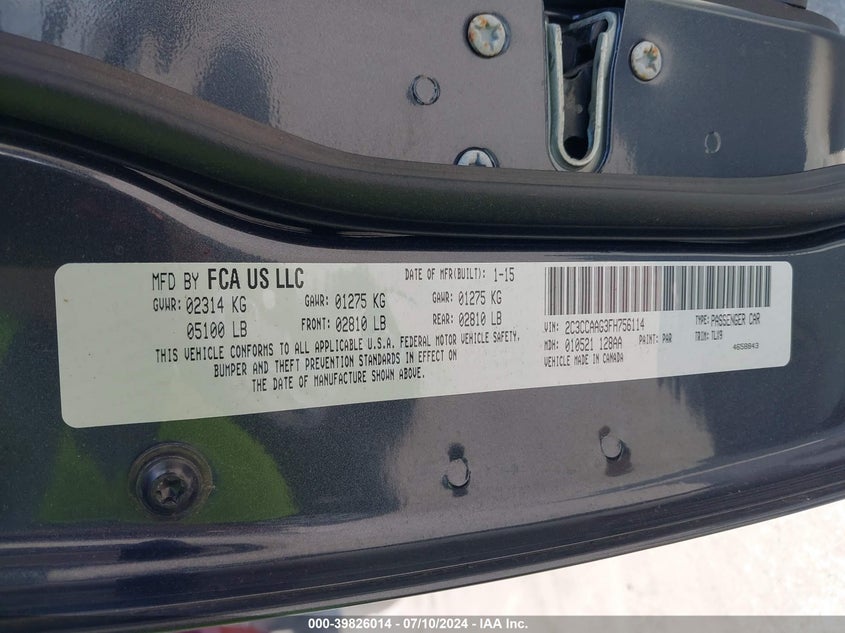 MFD BY FCA US LLC DATE OF MFR(BUILT): 1-15
GVWR: 02314 KG GAWR: 01275 KG GAWR: 01275 KG
05100 LB FRONT: 02810 LB REAR: 02810 LB
THIS VEHICLE CONFORMS TO ALL APPLICABLE U.S.A. FEDERAL MOTOR VEHICLE SAFETY,
BUMPER AND THEFT PREVENTION STANDARDS IN EFFECT ON
THE DATE OF MANUFACTURE SHOWN ABOVE.
VIN: 2C3CCAAG3FH756114 TYPE: PASSENGER CAR
MDH: 010521 128AA PAINT: PAR TRIM: TLX9
VEHICLE MADE IN CANADA 4658843
000-39826014 - 07/10/2024 - IAA Inc.